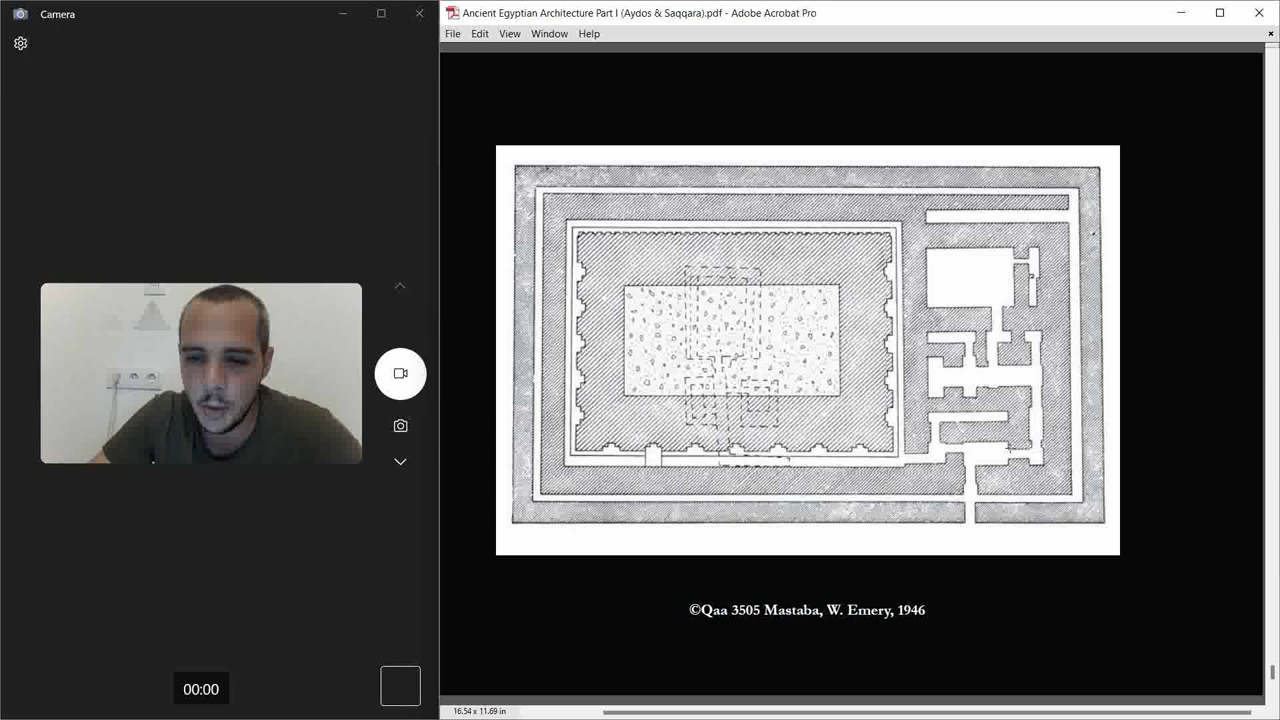 Camera
Ancient Egyptian Architecture Part I (Aydos & Saqqara).pdf - Adobe Acrobat Pro
File Edit View Window Help
©Qaa 3505 Mastaba, W. Emery, 1946
00:00
16.54 x 11.69 in